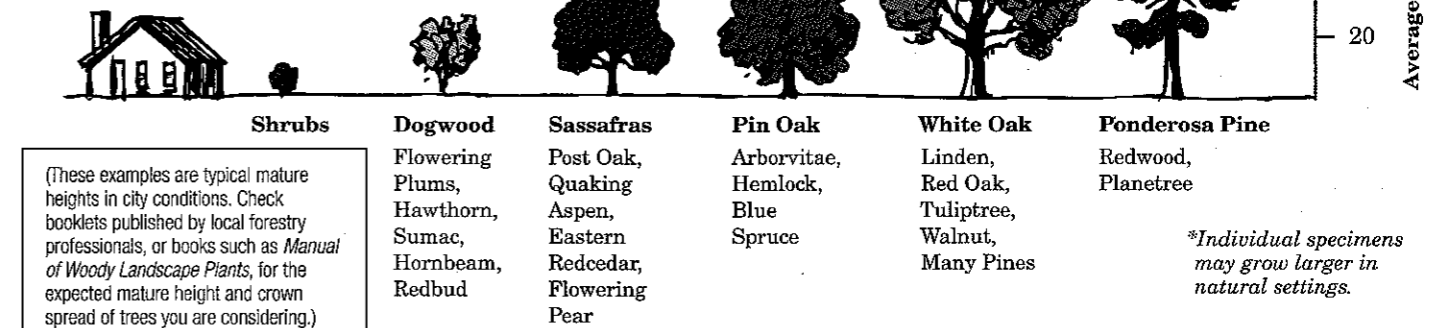 20
Average
Shrubs
Dogwood
Flowering
Plums,
Hawthorn,
Sumac,
Hornbeam,
Redbud
Sassafras
Post Oak,
Quaking
Aspen,
Eastern
Redcedar,
Flowering
Pear
Pin Oak
Arborvitae,
Hemlock,
Blue
Spruce
White Oak
Linden,
Red Oak,
Tuliptree,
Walnut,
Many Pines
Ponderosa Pine
Redwood,
Planetree
(These examples are typical mature
heights in city conditions. Check
booklets published by local forestry
professionals, or books such as Manual
of Woody Landscape Plants, for the
expected mature height and crown
spread of trees you are considering.)
*Individual specimens
may grow larger in
natural settings.